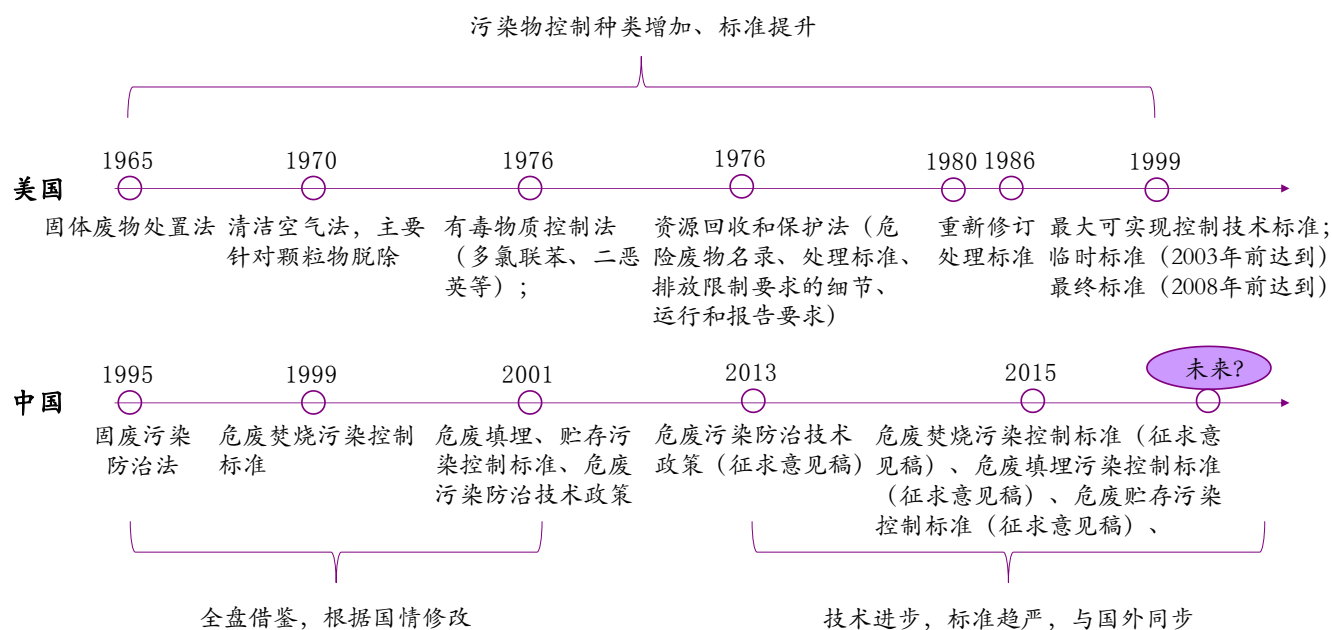 污染物控制种类增加、标准提升
1965
1970
1976
1976
1980
1986
1999
美国
固体废物处置法
清洁空气法，主要
针对颗粒物脱除
有毒物质控制法
（多氯联苯、二恶
英等）；
资源回收和保护法（危
险废物名录、处理标准、
排放限制要求的细节、
运行和报告要求）
重新修订
处理标准
最大可实现控制技术标准；
临时标准（2003年前达到）
最终标准（2008年前达到）
1995
1999
2001
2013
2015
未来？
中国
固废污染
防治法
危废焚烧污染控制
标准
危废填埋、贮存污
染控制标准、危废
污染防治技术政策
危废污染防治技术
政策（征求意见稿）
危废焚烧污染控制标准（征求意
见稿）、危废填埋污染控制标准
（征求意见稿）、危废贮存污染
控制标准（征求意见稿）、
全盘借鉴，根据国情修改
技术进步，标准趋严，与国外同步